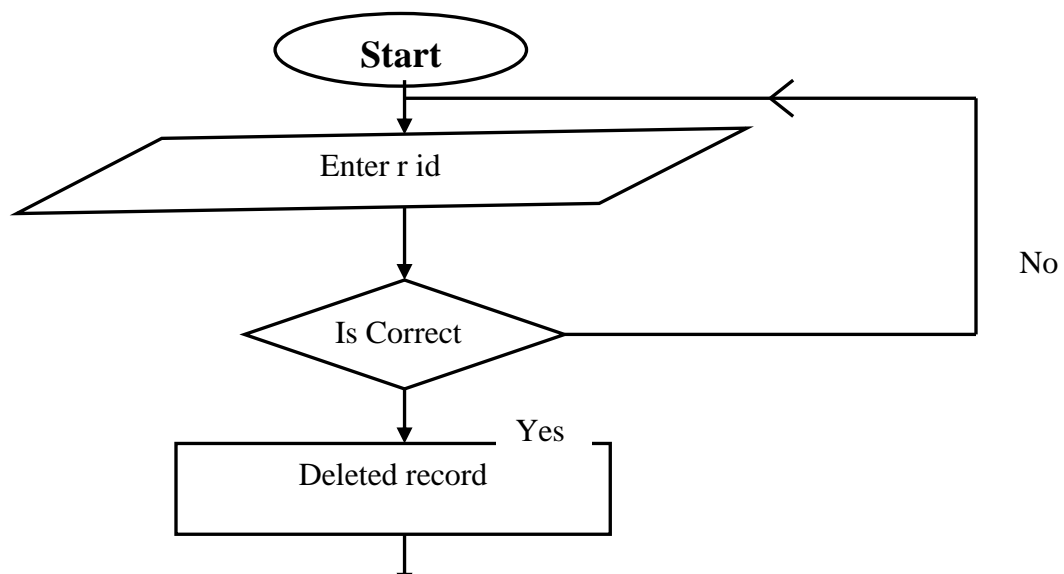 Start
Enter r id
No
Is Correct
Yes
Deleted record